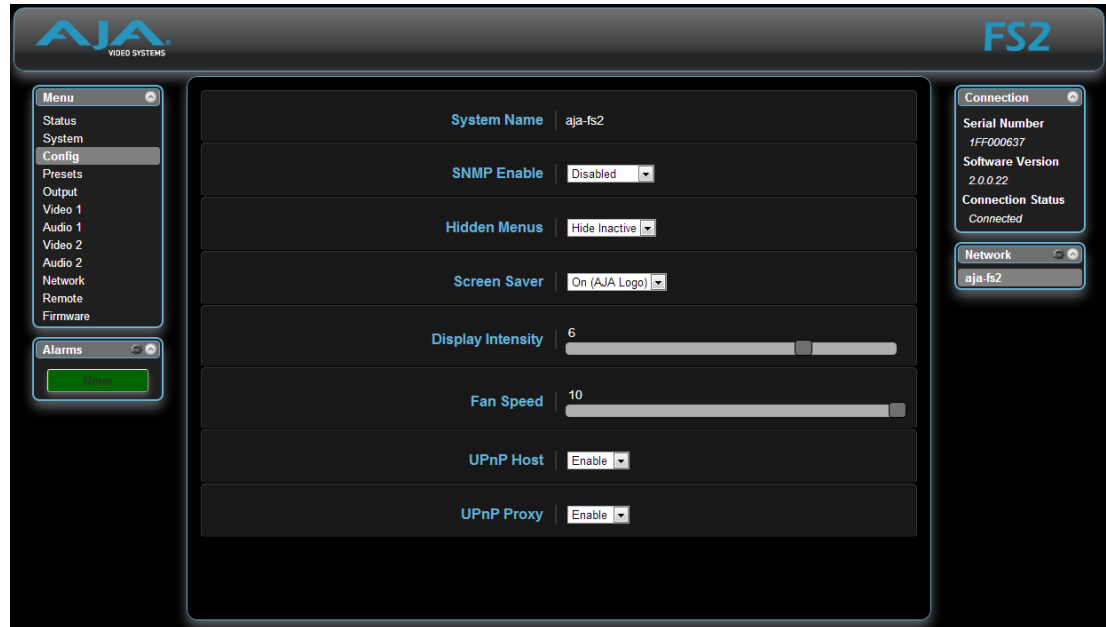 AJA
VIDEO SYSTEMS
FS2
Menu
Status
System
Config
Presets
Output
Video 1
Audio 1
Video 2
Audio 2
Network
Remote
Firmware
Alarms
None
System Name aja-fs2
SNMP Enable Disabled
Hidden Menus Hide Inactive
Screen Saver On (AJA Logo)
Display Intensity 6
Fan Speed 10
UPnP Host Enable
UPnP Proxy Enable
Connection
Serial Number
1FF000637
Software Version
2.0.0.22
Connection Status
Connected
Network
aja-fs2